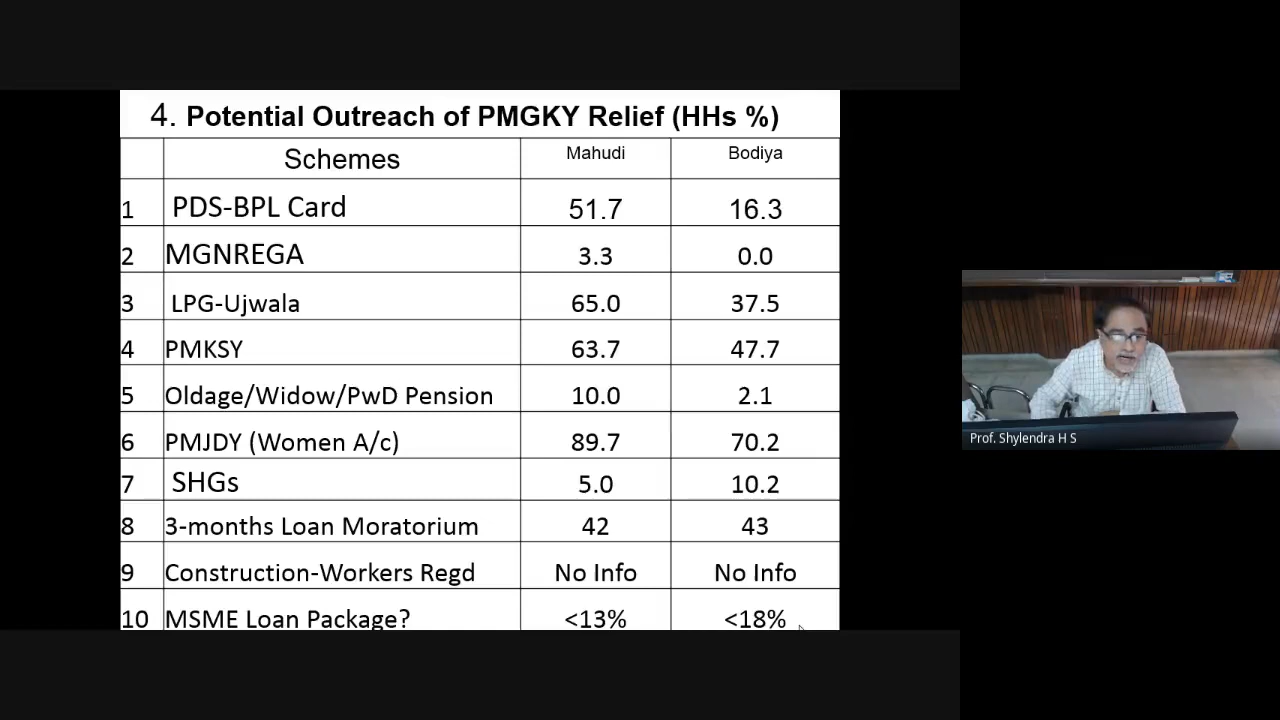 4. Potential Outreach of PMGKY Relief (HHs %)
Schemes Mahudi Bodiya
1 PDS-BPL Card 51.7 16.3
2 MGNREGA 3.3 0.0
3 LPG-Ujwala 65.0 37.5
4 PMKSY 63.7 47.7
5 Oldage/Widow/PwD Pension 10.0 2.1
6 PMJDY (Women A/c) 89.7 70.2
7 SHGs 5.0 10.2
8 3-months Loan Moratorium 42 43
9 Construction-Workers Regd No Info No Info
10 MSME Loan Package? <13% <18%
Prof. Shylendra H S